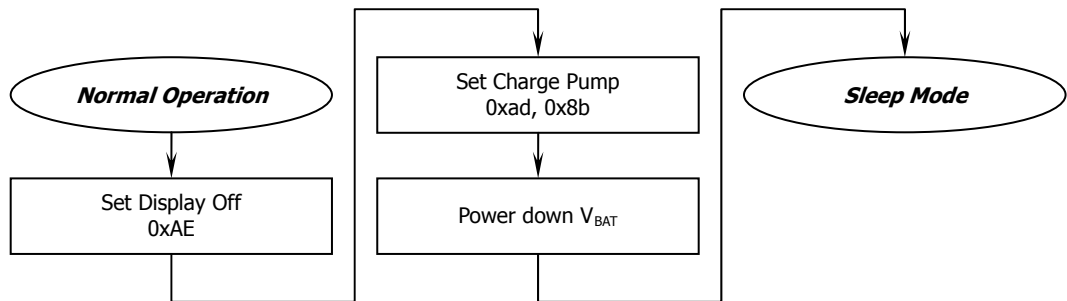 Normal Operation
Set Display Off
0xAE
Set Charge Pump
0xad, 0x8b
Power down VBAT
Sleep Mode